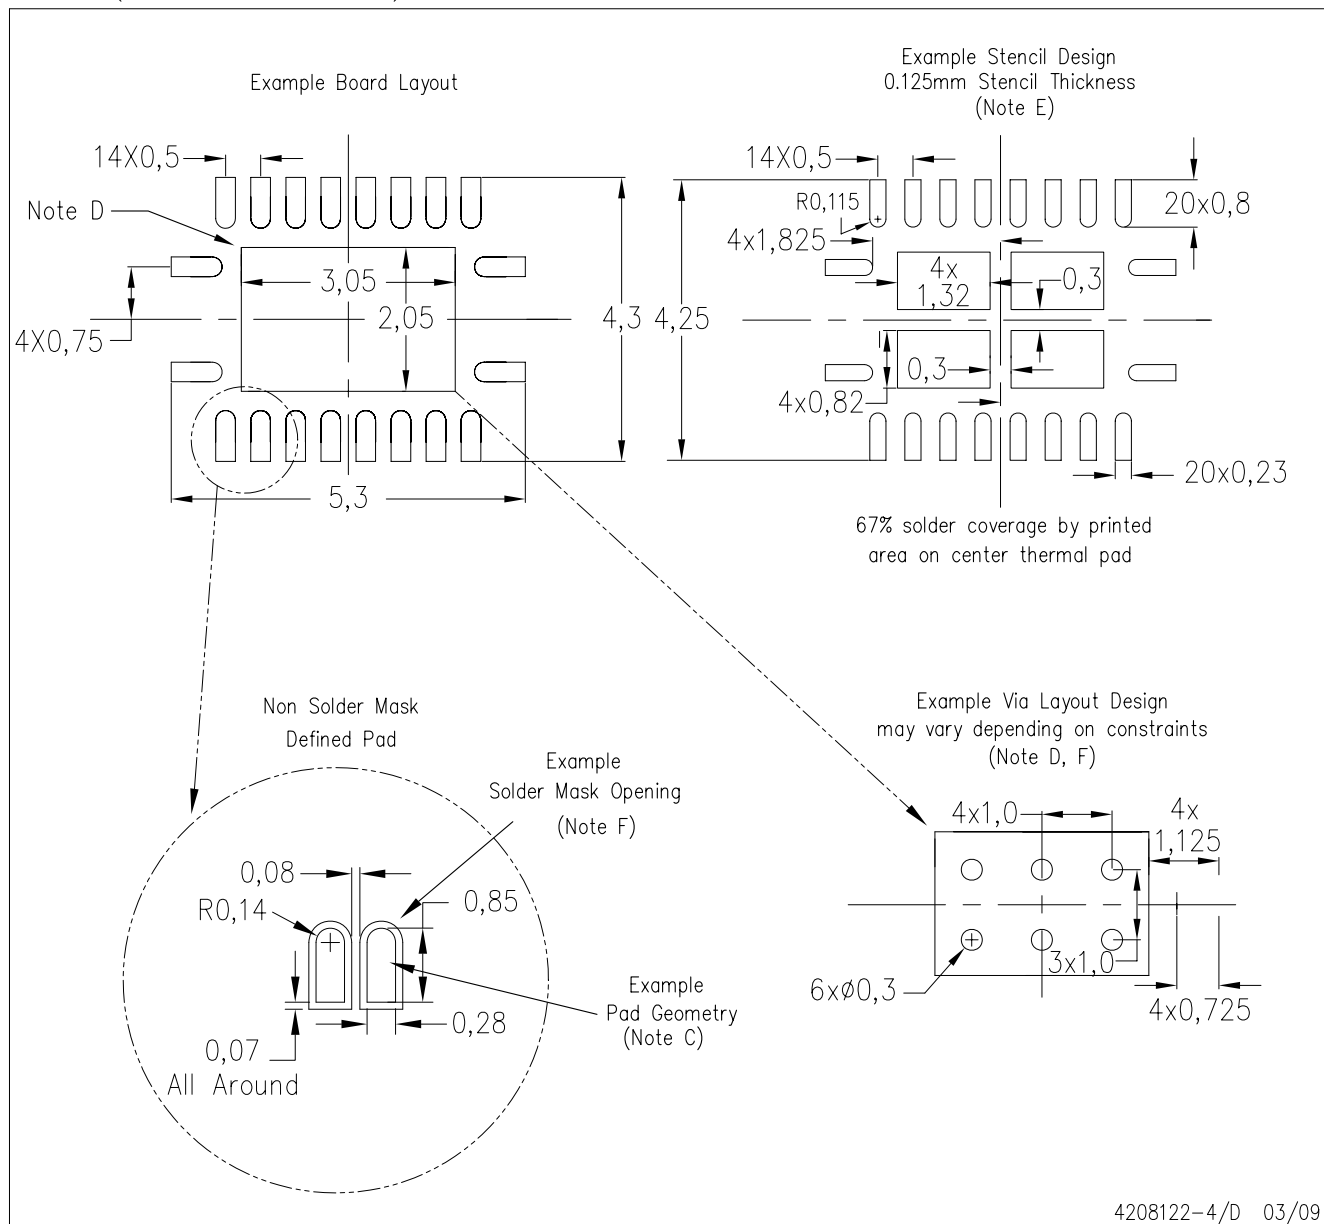 Example Board Layout
14X0,5
Note D
3,05
2,05
4X0,75
4,3
5,3
Example Stencil Design
0.125mm Stencil Thickness
(Note E)
14X0,5
R0,115
4x1,825
20x0,8
4x
1,32
0,3
4,25
0,3
4x0,82
20x0,23
67% solder coverage by printed
area on center thermal pad
Non Solder Mask
Defined Pad
Example
Solder Mask Opening
(Note F)
0,08
R0,14
0,85
0,28
0,07
All Around
Example
Pad Geometry
(Note C)
Example Via Layout Design
may vary depending on constraints
(Note D, F)
4x1,0
4x
1,125
3x1,0
6xø0,3
4x0,725
4208122-4/D 03/09